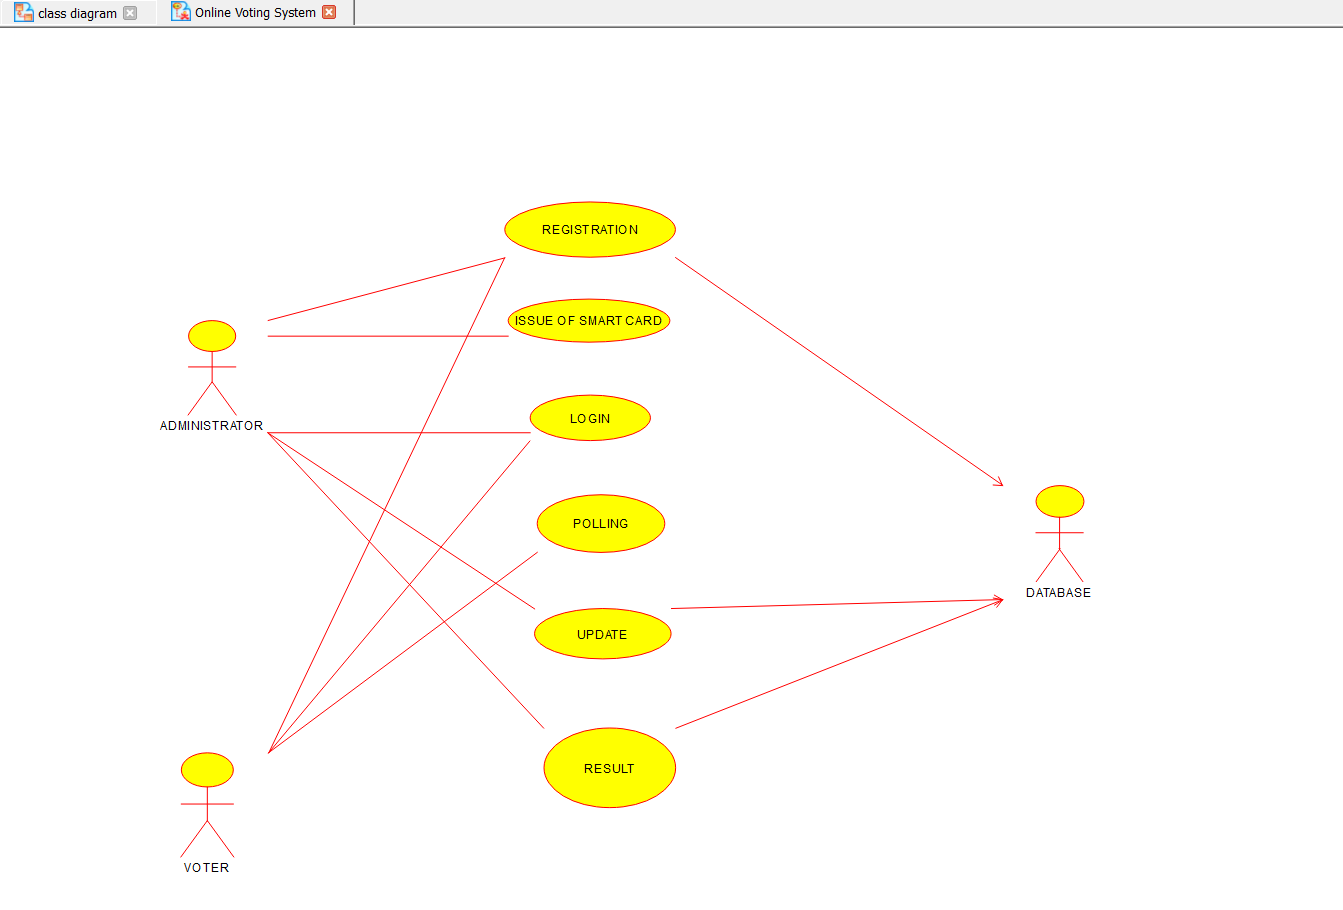 class diagram
Online Voting System
REGISTRATION
ISSUE OF SMART CARD
ADMINISTRATOR
LOGIN
POLLING
DATABASE
UPDATE
RESULT
VOTER